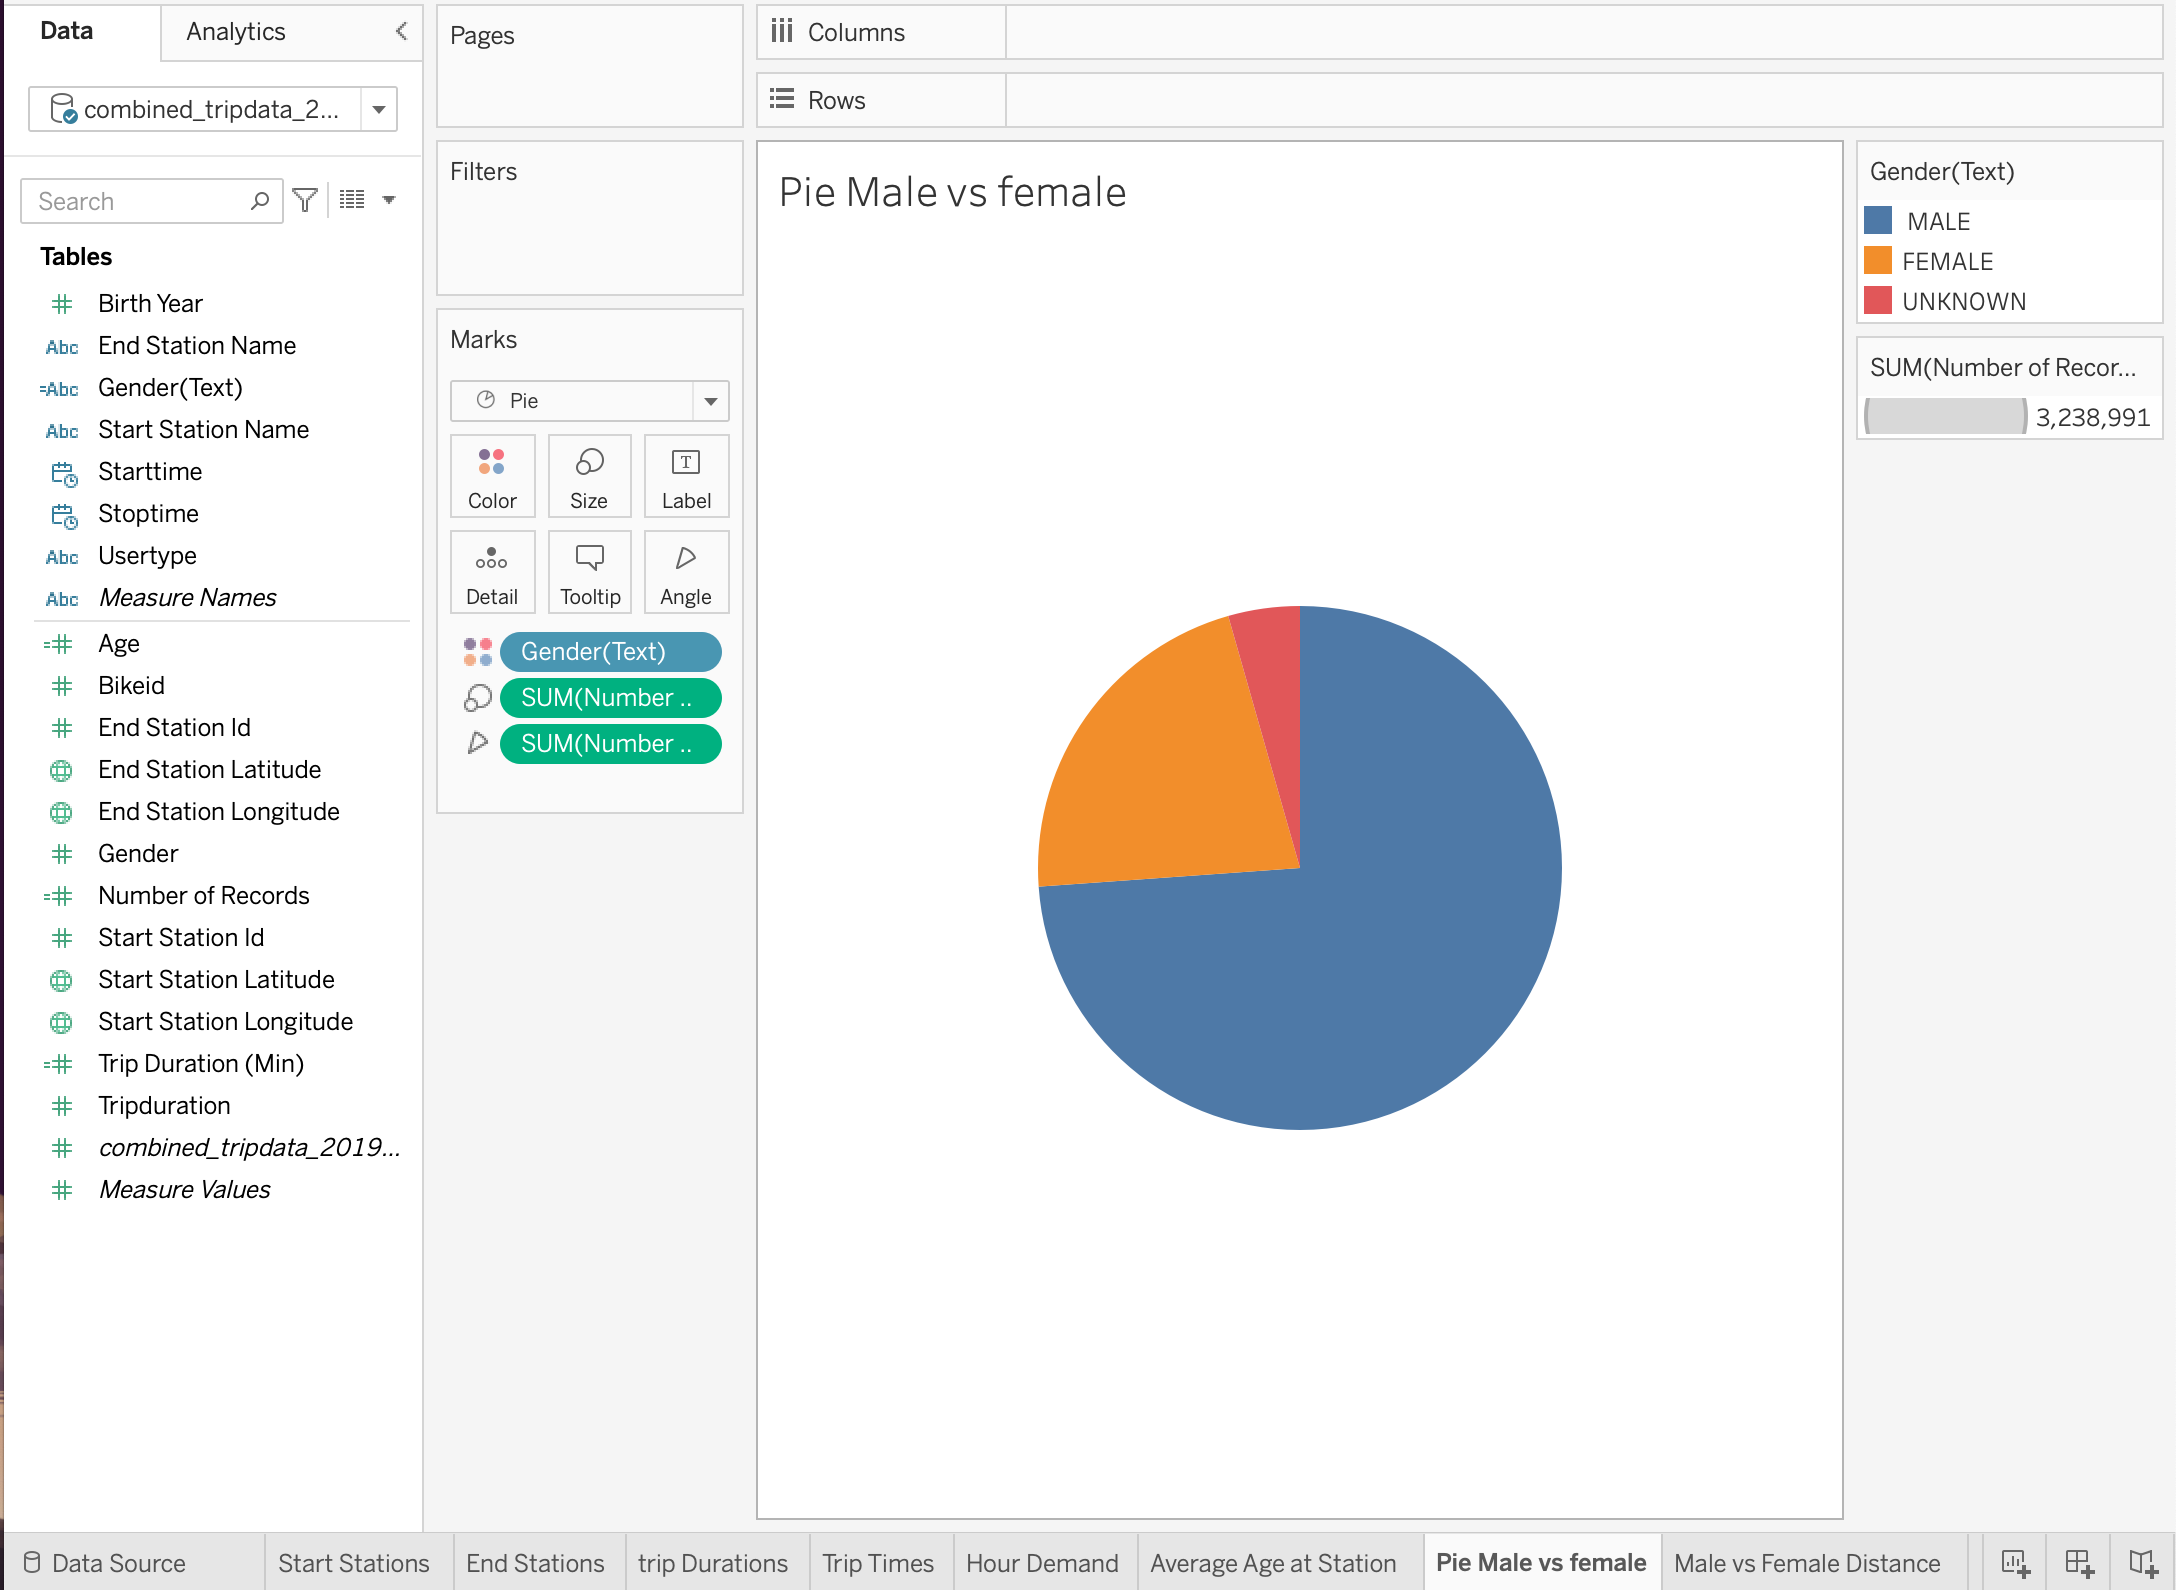 Data
Analytics
combined_tripdata_2...
Search
Tables
Birth Year
Abc End Station Name
=Abc Gender(Text)
Abc Start Station Name
Starttime
Stoptime
Abc Usertype
Abc Measure Names
Age
Bikeid
End Station Id
End Station Latitude
End Station Longitude
Gender
Number of Records
Start Station Id
Start Station Latitude
Start Station Longitude
Trip Duration (Min)
Tripduration
combined_tripdata_2019...
Measure Values
Pages
Filters
Marks
Pie
Color Size Label
Detail Tooltip Angle
Gender(Text)
SUM(Number ..
SUM(Number ..
Columns
Rows
Pie Male vs female
Gender(Text)
MALE
FEMALE
UNKNOWN
SUM(Number of Recor...
3,238,991
Data Source Start Stations End Stations trip Durations Trip Times Hour Demand Average Age at Station Pie Male vs female Male vs Female Distance